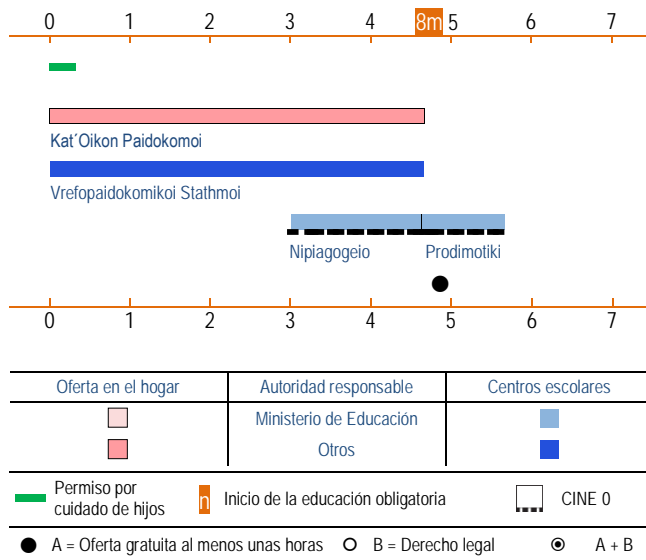 0 1 2 3 4 8m 5 6 7
Kat´Oikon Paidokomoi
Vrefopaidokomikoi Stathmoi
Nipiagogeio Prodimotiki
0 1 2 3 4 5 6 7
Oferta en el hogar Autoridad responsable Centros escolares
Ministerio de Educación
Otros
Permiso por
cuidado de hijos
n Inicio de la educación obligatoria CINE 0
A = Oferta gratuita al menos unas horas B = Derecho legal A + B